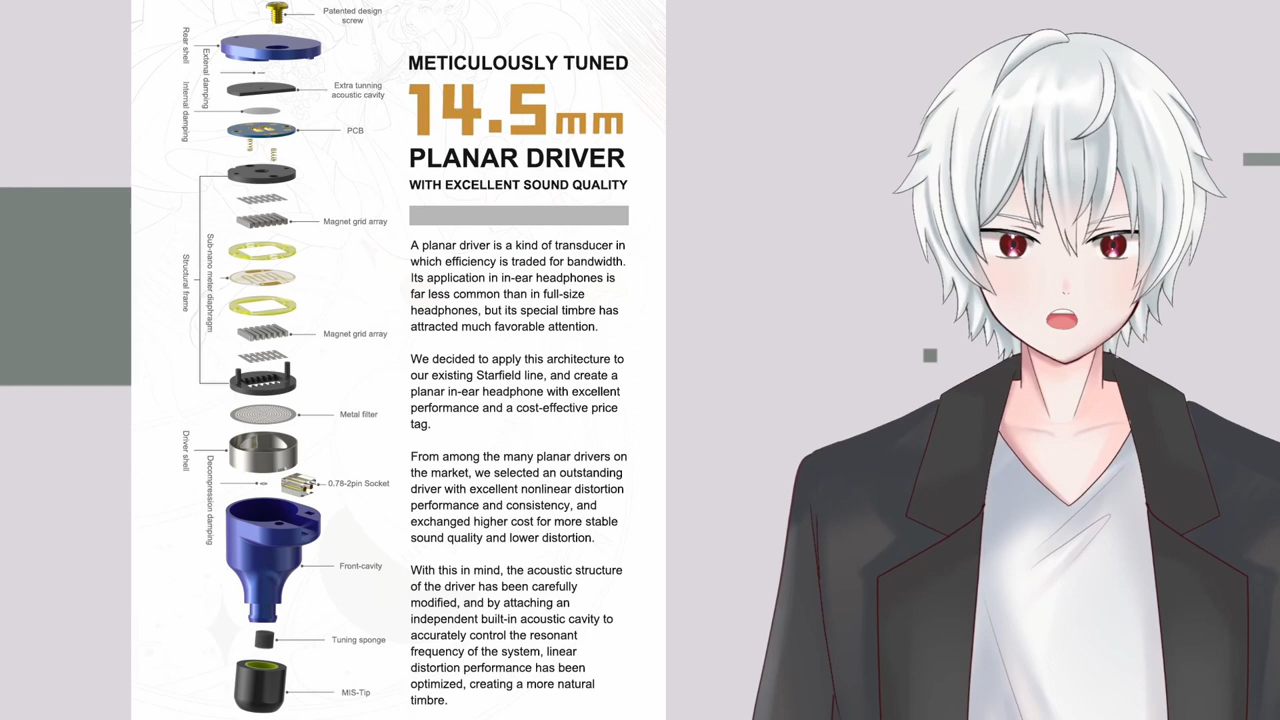 Patented design
screw
Rear shell
External damping
Extra tunning
acoustic cavity
Internal damping
PCB
Magnet grid array
Sub-nano meter diaphragm
Structural frame
Magnet grid array
Metal filter
Driver shell
Decompression damping
0.78-2pin Socket
Front-cavity
Tuning sponge
MIS-Tip
METICULOUSLY TUNED
14.5mm
PLANAR DRIVER
WITH EXCELLENT SOUND QUALITY
A planar driver is a kind of transducer in
which efficiency is traded for bandwidth.
Its application in in-ear headphones is
far less common than in full-size
headphones, but its special timbre has
attracted much favorable attention.
We decided to apply this architecture to
our existing Starfield line, and create a
planar in-ear headphone with excellent
performance and a cost-effective price
tag.
From among the many planar drivers on
the market, we selected an outstanding
driver with excellent nonlinear distortion
performance and consistency, and
exchanged higher cost for more stable
sound quality and lower distortion.
With this in mind, the acoustic structure
of the driver has been carefully
modified, and by attaching an
independent built-in acoustic cavity to
accurately control the resonant
frequency of the system, linear
distortion performance has been
optimized, creating a more natural
timbre.